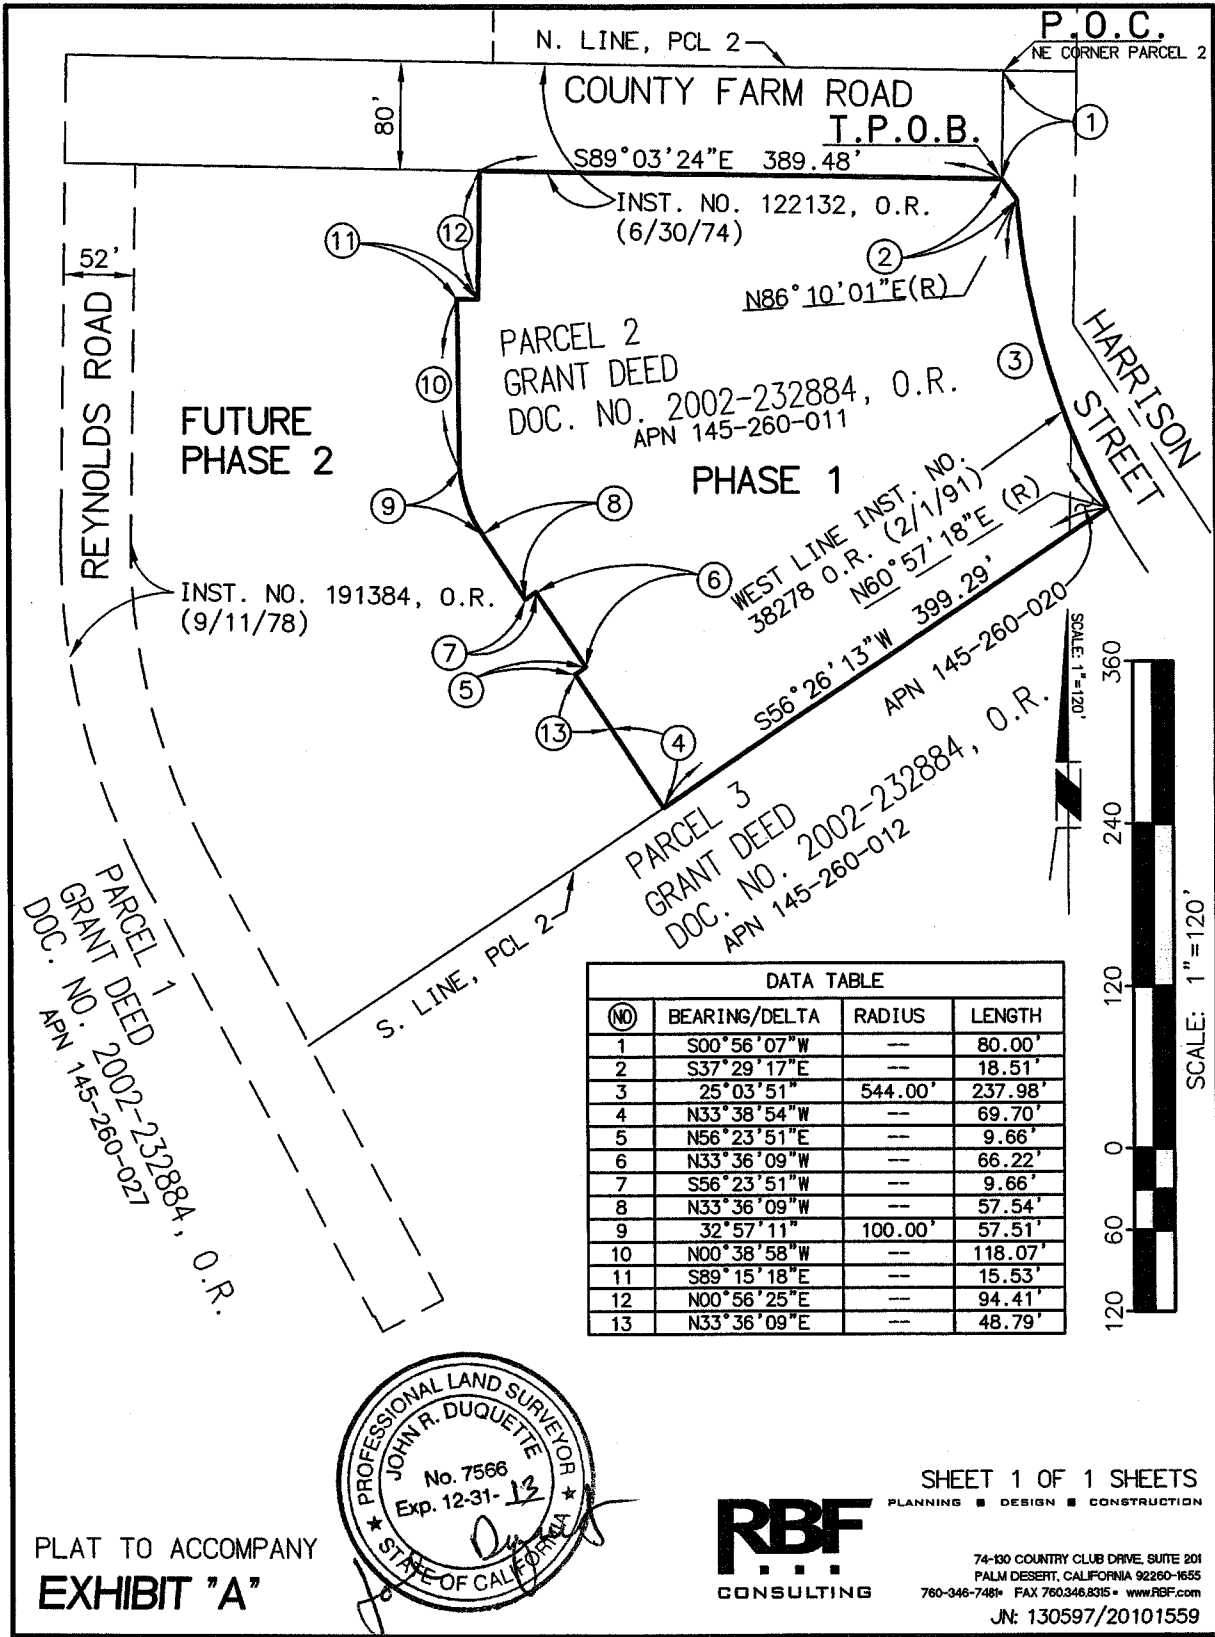 N. LINE, PCL 2
P.O.C.
NE CORNER PARCEL 2
COUNTY FARM ROAD
80'
1
T.P.O.B.
S89°03'24"E 389.48'
INST. NO. 122132, O.R.
(6/30/74)
11
12
2
52'
N86°10'01"E(R)
REYNOLDS ROAD
PARCEL 2
GRANT DEED
DOC. NO. 2002-232884, O.R.
APN 145-260-011
HARRISON
STREET
3
10
FUTURE
PHASE 2
PHASE 1
9
8
WEST LINE INST. NO.
38278 O.R. (2/1/91)
N60°57'18"E (R)
INST. NO. 191384, O.R.
(9/11/78)
6
7
5
13
4
S56°26'13"W 399.29'
APN 145-260-020
SCALE: 1"=120'
PARCEL 3
GRANT DEED
DOC. NO. 2002-232884, O.R.
APN 145-260-012
S. LINE, PCL 2
PARCEL 1
GRANT DEED
DOC. NO. 2002-232884, O.R.
APN 145-260-027
360
240
120
0
60
120
SCALE: 1"=120'
DATA TABLE
NO BEARING/DELTA RADIUS LENGTH
1 S00°56'07"W --- 80.00'
2 S37°29'17"E --- 18.51'
3 25°03'51" 544.00' 237.98'
4 N33°38'54"W --- 69.70'
5 N56°23'51"E --- 9.66'
6 N33°36'09"W --- 66.22'
7 S56°23'51"W --- 9.66'
8 N33°36'09"W --- 57.54'
9 32°57'11" 100.00' 57.51'
10 N00°38'58"W --- 118.07'
11 S89°15'18"E --- 15.53'
12 N00°56'25"E --- 94.41'
13 N33°36'09"E --- 48.79'
PROFESSIONAL LAND SURVEYOR
JOHN R. DUQUETTE
No. 7566
Exp. 12-31-13
STATE OF CALIFORNIA
PLAT TO ACCOMPANY
EXHIBIT "A"
SHEET 1 OF 1 SHEETS
PLANNING ■ DESIGN ■ CONSTRUCTION
RBF
CONSULTING
74-130 COUNTRY CLUB DRIVE, SUITE 201
PALM DESERT, CALIFORNIA 92260-1655
760-346-7481 • FAX 760.346.8315 • www.RBF.com
JN: 130597/20101559